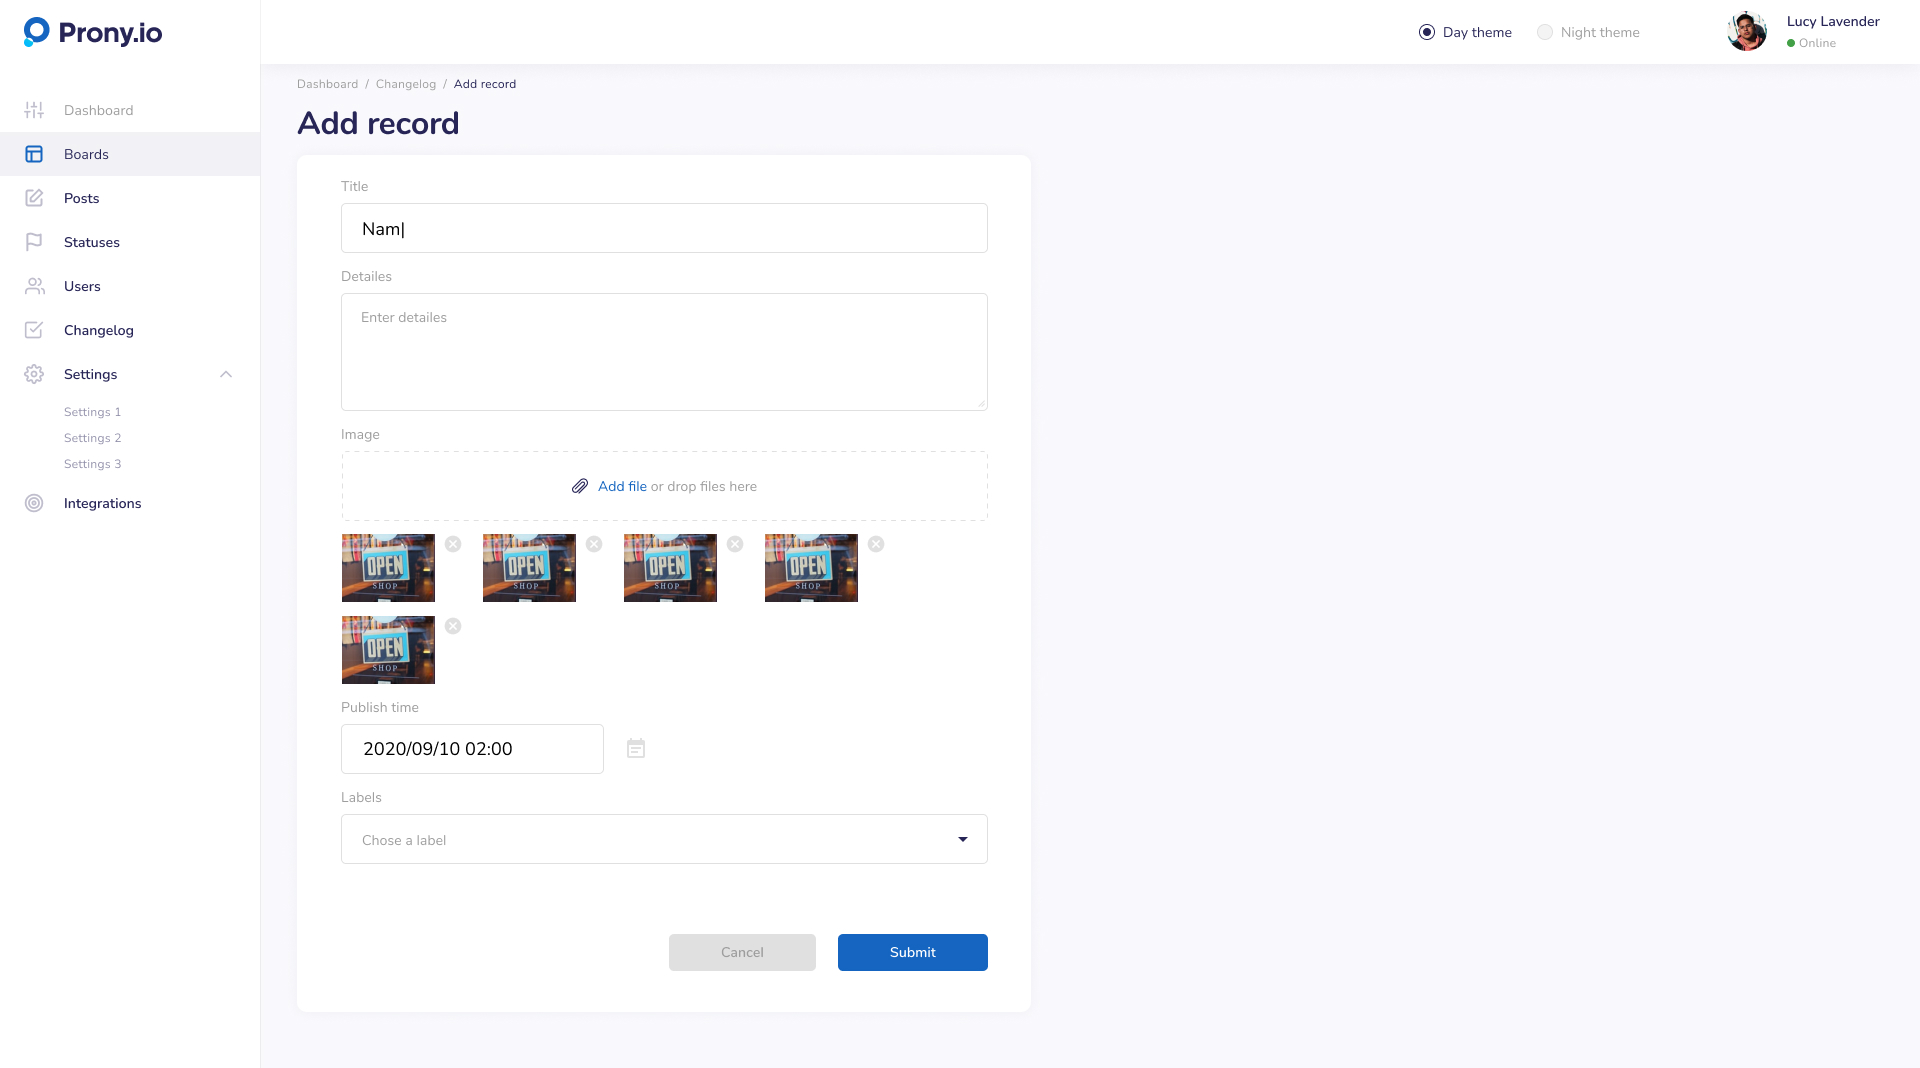 Prony.io
Day theme
Night theme
Lucy Lavender
Online
Dashboard
Boards
Posts
Statuses
Users
Changelog
Settings
Settings 1
Settings 2
Settings 3
Integrations
Dashboard / Changelog / Add record
Add record
Title
Nam
Detailes
Enter detailes
Image
Add file or drop files here
OPEN
SHOP
OPEN
SHOP
OPEN
SHOP
OPEN
SHOP
OPEN
SHOP
Publish time
2020/09/10 02:00
Labels
Chose a label
Cancel
Submit